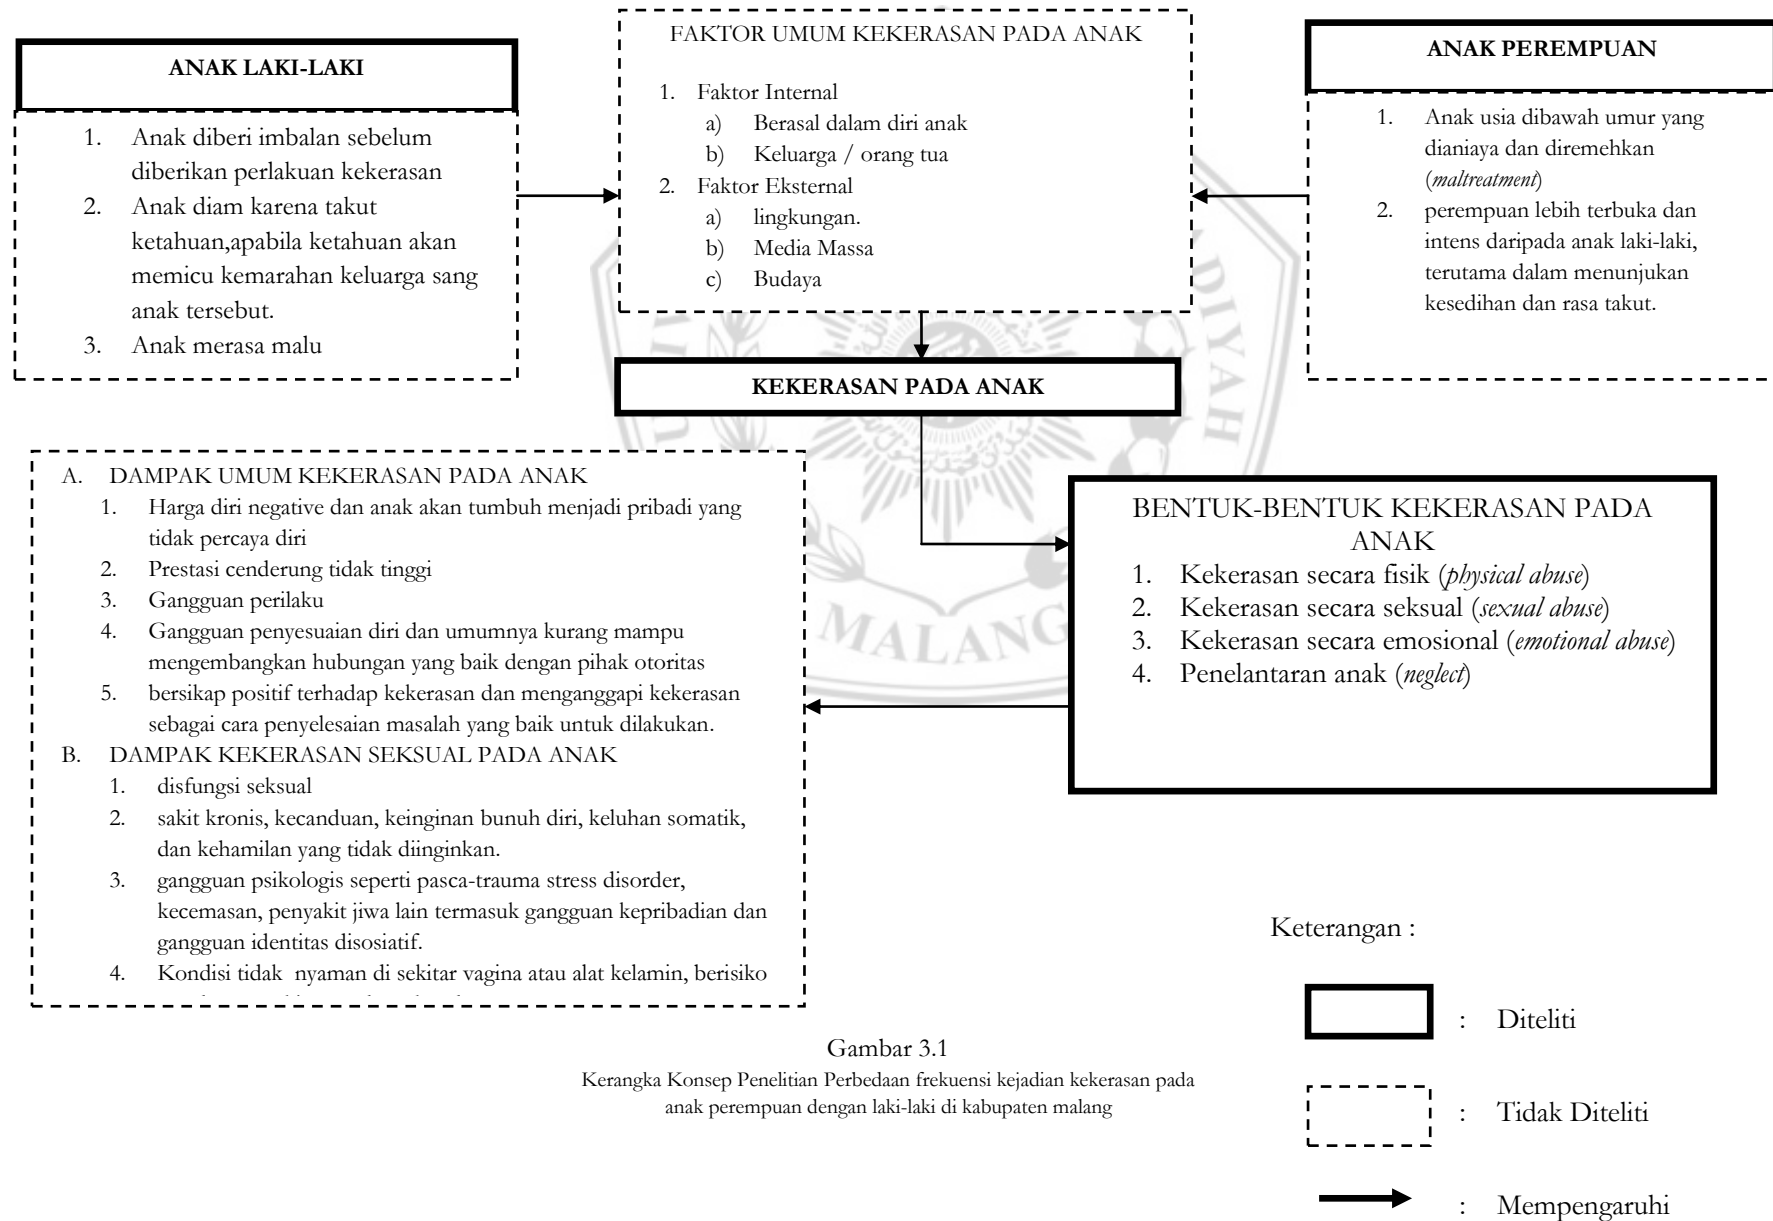 FAKTOR UMUM KEKERASAN PADA ANAK
1. Faktor Internal
a) Berasal dalam diri anak
b) Keluarga / orang tua
2. Faktor Eksternal
a) lingkungan.
b) Media Massa
c) Budaya
ANAK LAKI-LAKI
1. Anak diberi imbalan sebelum
diberikan perlakuan kekerasan
2. Anak diam karena takut
ketahuan,apabila ketahuan akan
memicu kemarahan keluarga sang
anak tersebut.
3. Anak merasa malu
ANAK PEREMPUAN
1. Anak usia dibawah umur yang
dianiaya dan diremehkan
(maltreatment)
2. perempuan lebih terbuka dan
intens daripada anak laki-laki,
terutama dalam menunjukan
kesedihan dan rasa takut.
KEKERASAN PADA ANAK
A. DAMPAK UMUM KEKERASAN PADA ANAK
1. Harga diri negative dan anak akan tumbuh menjadi pribadi yang
tidak percaya diri
2. Prestasi cenderung tidak tinggi
3. Gangguan perilaku
4. Gangguan penyesuaian diri dan umumnya kurang mampu
mengembangkan hubungan yang baik dengan pihak otoritas
5. bersikap positif terhadap kekerasan dan menganggapi kekerasan
sebagai cara penyelesaian masalah yang baik untuk dilakukan.
B. DAMPAK KEKERASAN SEKSUAL PADA ANAK
1. disfungsi seksual
2. sakit kronis, kecanduan, keinginan bunuh diri, keluhan somatik,
dan kehamilan yang tidak diinginkan.
3. gangguan psikologis seperti pasca-trauma stress disorder,
kecemasan, penyakit jiwa lain termasuk gangguan kepribadian dan
gangguan identitas disosiatif.
4. Kondisi tidak nyaman di sekitar vagina atau alat kelamin, berisiko
BENTUK-BENTUK KEKERASAN PADA
ANAK
1. Kekerasan secara fisik (physical abuse)
2. Kekerasan secara seksual (sexual abuse)
3. Kekerasan secara emosional (emotional abuse)
4. Penelantaran anak (neglect)
MALANG
Keterangan :
: Diteliti
: Tidak Diteliti
: Mempengaruhi
Gambar 3.1
Kerangka Konsep Penelitian Perbedaan frekuensi kejadian kekerasan pada
anak perempuan dengan laki-laki di kabupaten malang